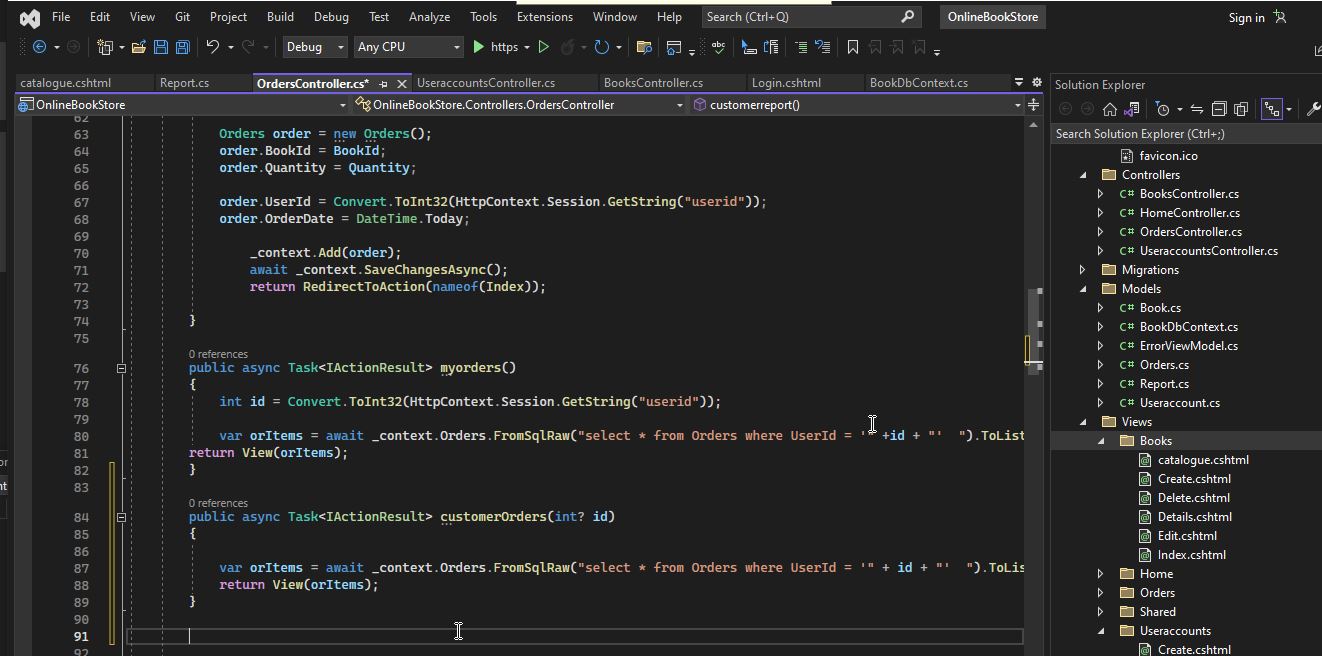 File Edit View Git Project Build Debug Test Analyze Tools Extensions Window Help Search (Ctrl+Q) OnlineBookStore Sign in
Debug Any CPU https
catalogue.cshtml Report.cs OrdersController.cs* UseraccountsController.cs BooksController.cs Login.cshtml BookDbContext.cs
OnlineBookStore OnlineBookStore.Controllers.OrdersController customerreport()
62
63 Orders order = new Orders();
64 order.BookId = BookId;
65 order.Quantity = Quantity;
66
67 order.UserId = Convert.ToInt32(HttpContext.Session.GetString("userid"));
68 order.OrderDate = DateTime.Today;
69
70 _context.Add(order);
71 await _context.SaveChangesAsync();
72 return RedirectToAction(nameof(Index));
73
74 }
75
0 references
76 public async Task<IActionResult> myorders()
77 {
78 int id = Convert.ToInt32(HttpContext.Session.GetString("userid"));
79
80 var orItems = await _context.Orders.FromSqlRaw("select * from Orders where UserId = '" +id + "'  ").ToList
81 return View(orItems);
82 }
83
0 references
84 public async Task<IActionResult> customerOrders(int? id)
85 {
86
87 var orItems = await _context.Orders.FromSqlRaw("select * from Orders where UserId = '" + id + "'  ").ToLis
88 return View(orItems);
89 }
90
91
92
Solution Explorer
Search Solution Explorer (Ctrl+;)
favicon.ico
Controllers
C# BooksController.cs
C# HomeController.cs
C# OrdersController.cs
C# UseraccountsController.cs
Migrations
Models
C# Book.cs
C# BookDbContext.cs
C# ErrorViewModel.cs
C# Orders.cs
C# Report.cs
C# Useraccount.cs
Views
Books
catalogue.cshtml
Create.cshtml
Delete.cshtml
Details.cshtml
Edit.cshtml
Index.cshtml
Home
Orders
Shared
Useraccounts
Create.cshtml